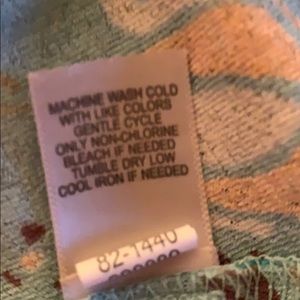 MACHINE WASH COLD
WITH LIKE COLORS
GENTLE CYCLE
ONLY NON-CHLORINE
BLEACH IF NEEDED
TUMBLE DRY LOW
COOL IRON IF NEEDED
82-1440